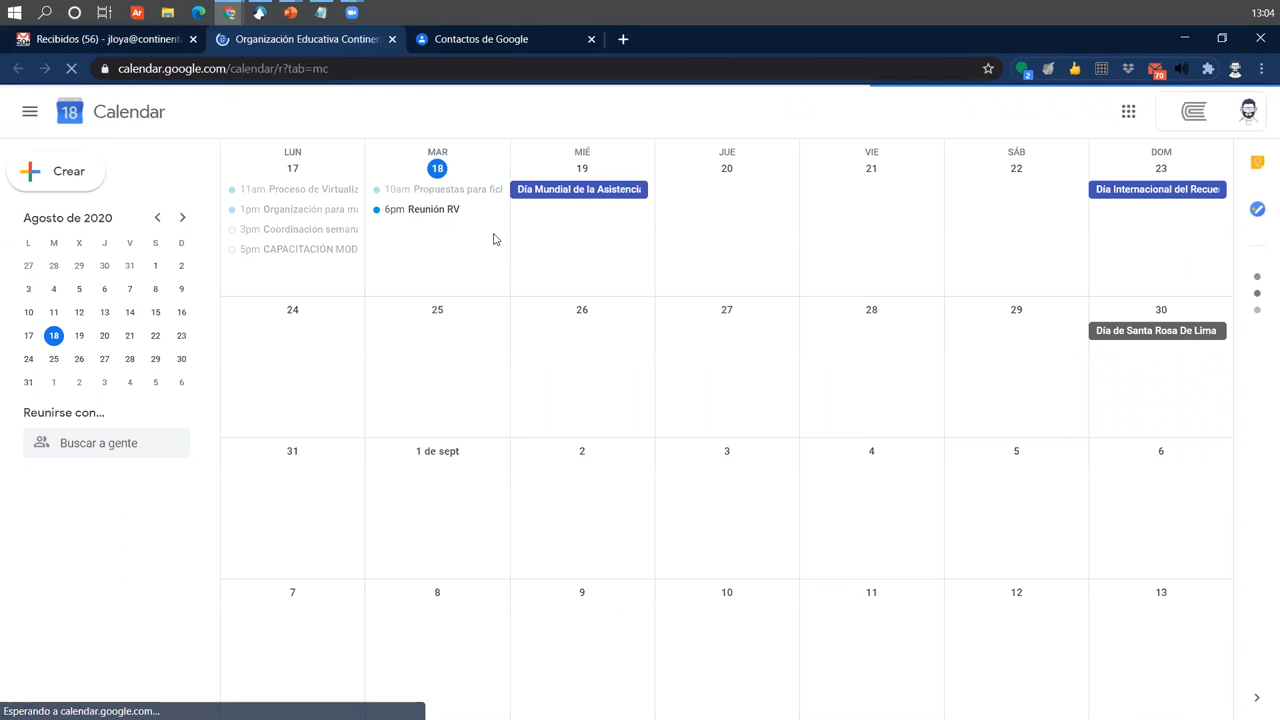 13:04
Recibidos (56) - jloya@continent
Organización Educativa Continen
Contactos de Google
calendar.google.com/calendar/r?tab=mc
2
70
18 Calendar
Crear
Agosto de 2020
L M X J V S D
27 28 29 30 31 1 2
3 4 5 6 7 8 9
10 11 12 13 14 15 16
17 18 19 20 21 22 23
24 25 26 27 28 29 30
31 1 2 3 4 5 6
Reunirse con...
Buscar a gente
LUN MAR MIÉ JUE VIE SÁB DOM
17 18 19 20 21 22 23
11am Proceso de Virtualiz
1pm Organización para mo
3pm Coordinación semana
5pm CAPACITACIÓN MOD
10am Propuestas para ficl
6pm Reunión RV
Día Mundial de la Asistencia
Día Internacional del Recue
24 25 26 27 28 29 30
Día de Santa Rosa De Lima
31 1 de sept 2 3 4 5 6
7 8 9 10 11 12 13
Esperando a calendar.google.com...